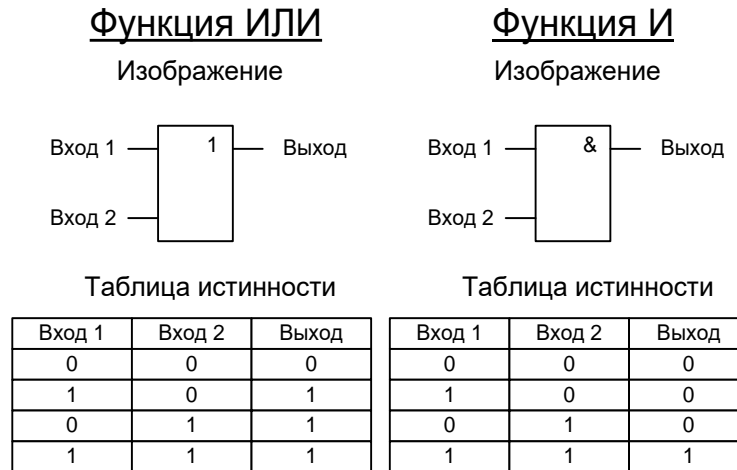 Функция ИЛИ
Изображение
Вход 1
1
Выход
Вход 2
Таблица истинности
Вход 1 Вход 2 Выход
0 0 0
1 0 1
0 1 1
1 1 1
Функция И
Изображение
Вход 1
&
Выход
Вход 2
Таблица истинности
Вход 1 Вход 2 Выход
0 0 0
1 0 0
0 1 0
1 1 1